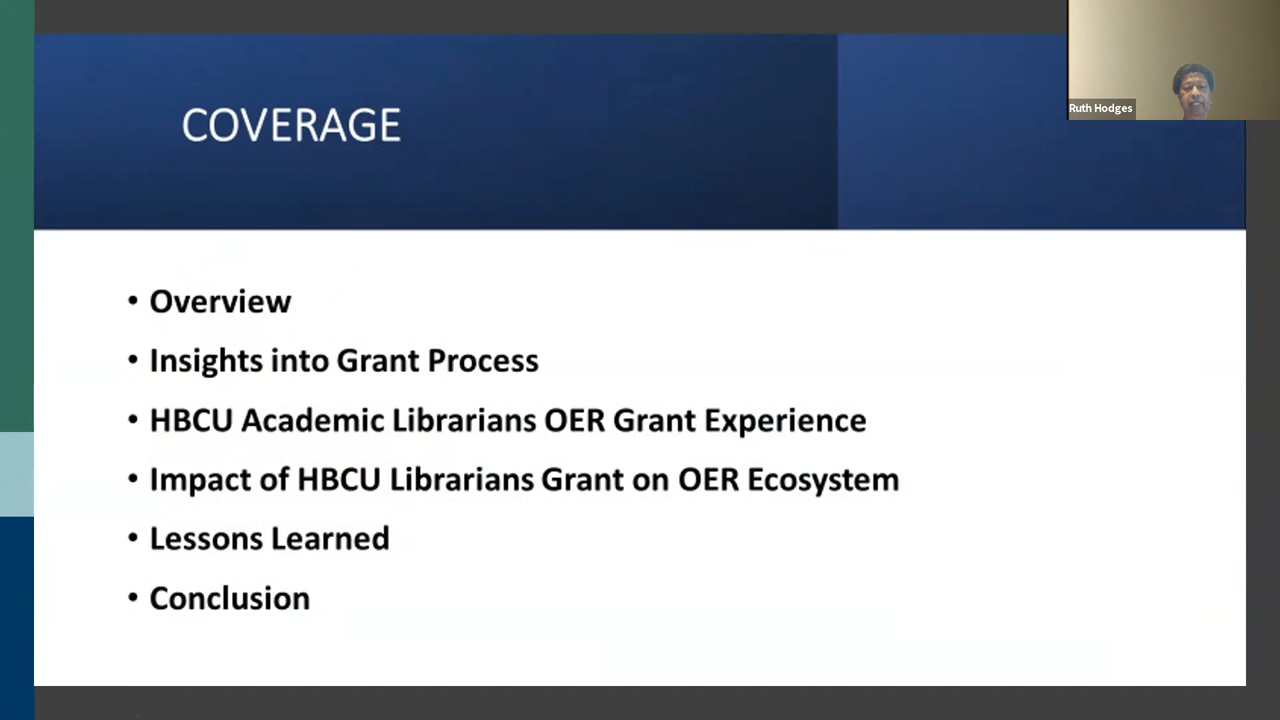 COVERAGE
Ruth Hodges
• Overview
• Insights into Grant Process
• HBCU Academic Librarians OER Grant Experience
• Impact of HBCU Librarians Grant on OER Ecosystem
• Lessons Learned
• Conclusion